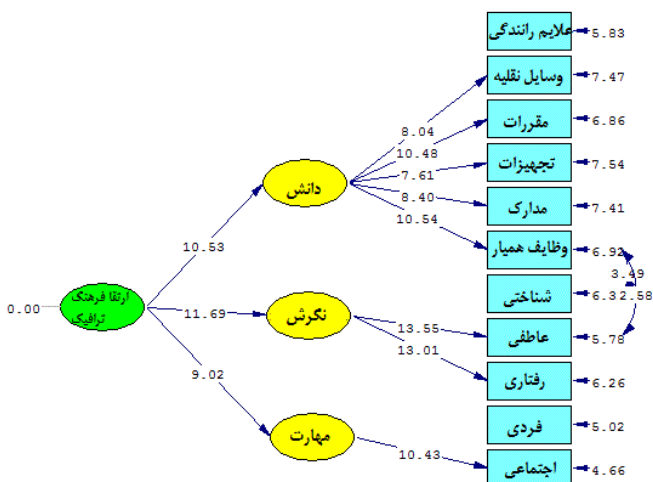 علایم رانندگی
5.83
وسایل نقلیه
7.47
8.04
مقررات
6.86
10.48
تجهیزات
7.54
7.61
دانش
8.40
مدارک
7.41
10.54
وظایف همیار
6.92
10.53
3.49
ارتقا فرهنگ
ترافیک
0.00
شناختی
6.32
2.58
11.69
نگرش
13.55
عاطفی
5.78
13.01
رفتاری
6.26
9.02
فردی
5.02
مهارت
10.43
اجتماعی
4.66